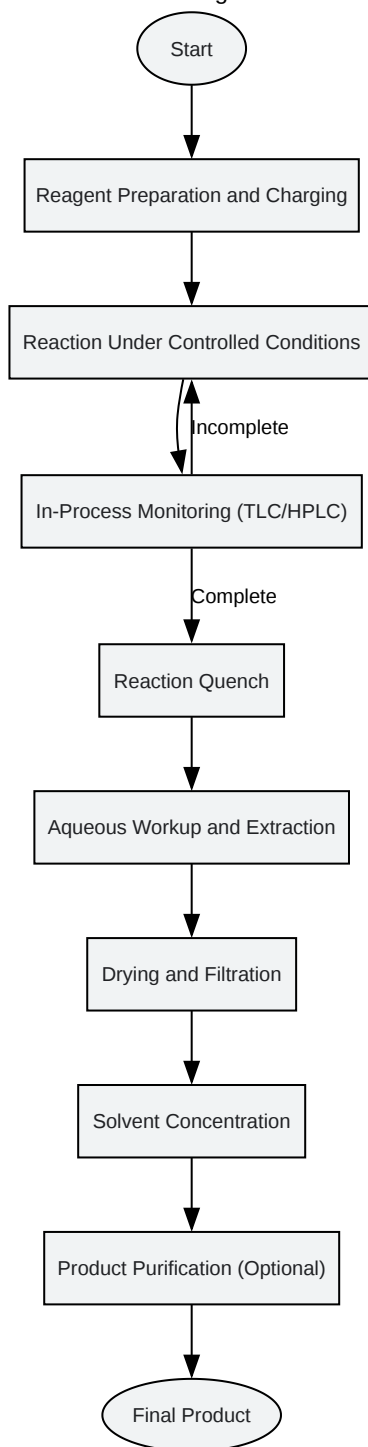 Start
Reagent Preparation and Charging
Reaction Under Controlled Conditions
Incomplete
In-Process Monitoring (TLC/HPLC)
Complete
Reaction Quench
Aqueous Workup and Extraction
Drying and Filtration
Solvent Concentration
Product Purification (Optional)
Final Product